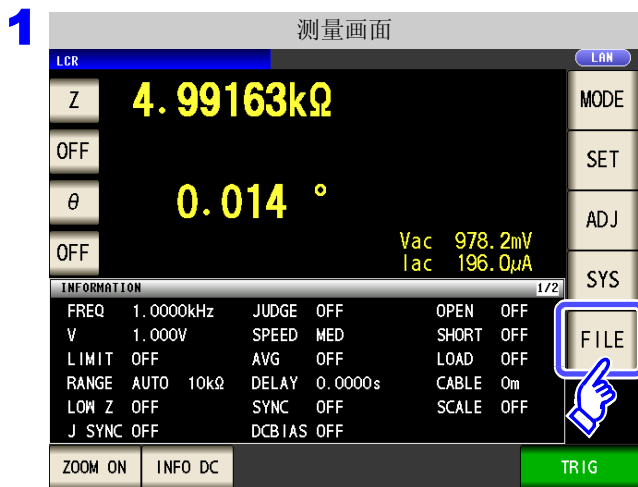 1
测量画面
LCR
LAN
Z 4.99163kΩ
MODE
OFF
SET
θ 0.014 °
ADJ
OFF
Vac 978.2mV
Iac 196.0μA
SYS
INFORMATION 1/2
FREQ 1.0000kHz JUDGE OFF OPEN OFF
V 1.000V SPEED MED SHORT OFF
FILE
LIMIT OFF AVG OFF LOAD OFF
RANGE AUTO 10kΩ DELAY 0.0000s CABLE 0m
LOW Z OFF SYNC OFF SCALE OFF
J SYNC OFF DCBIAS OFF
ZOOM ON INFO DC TRIG